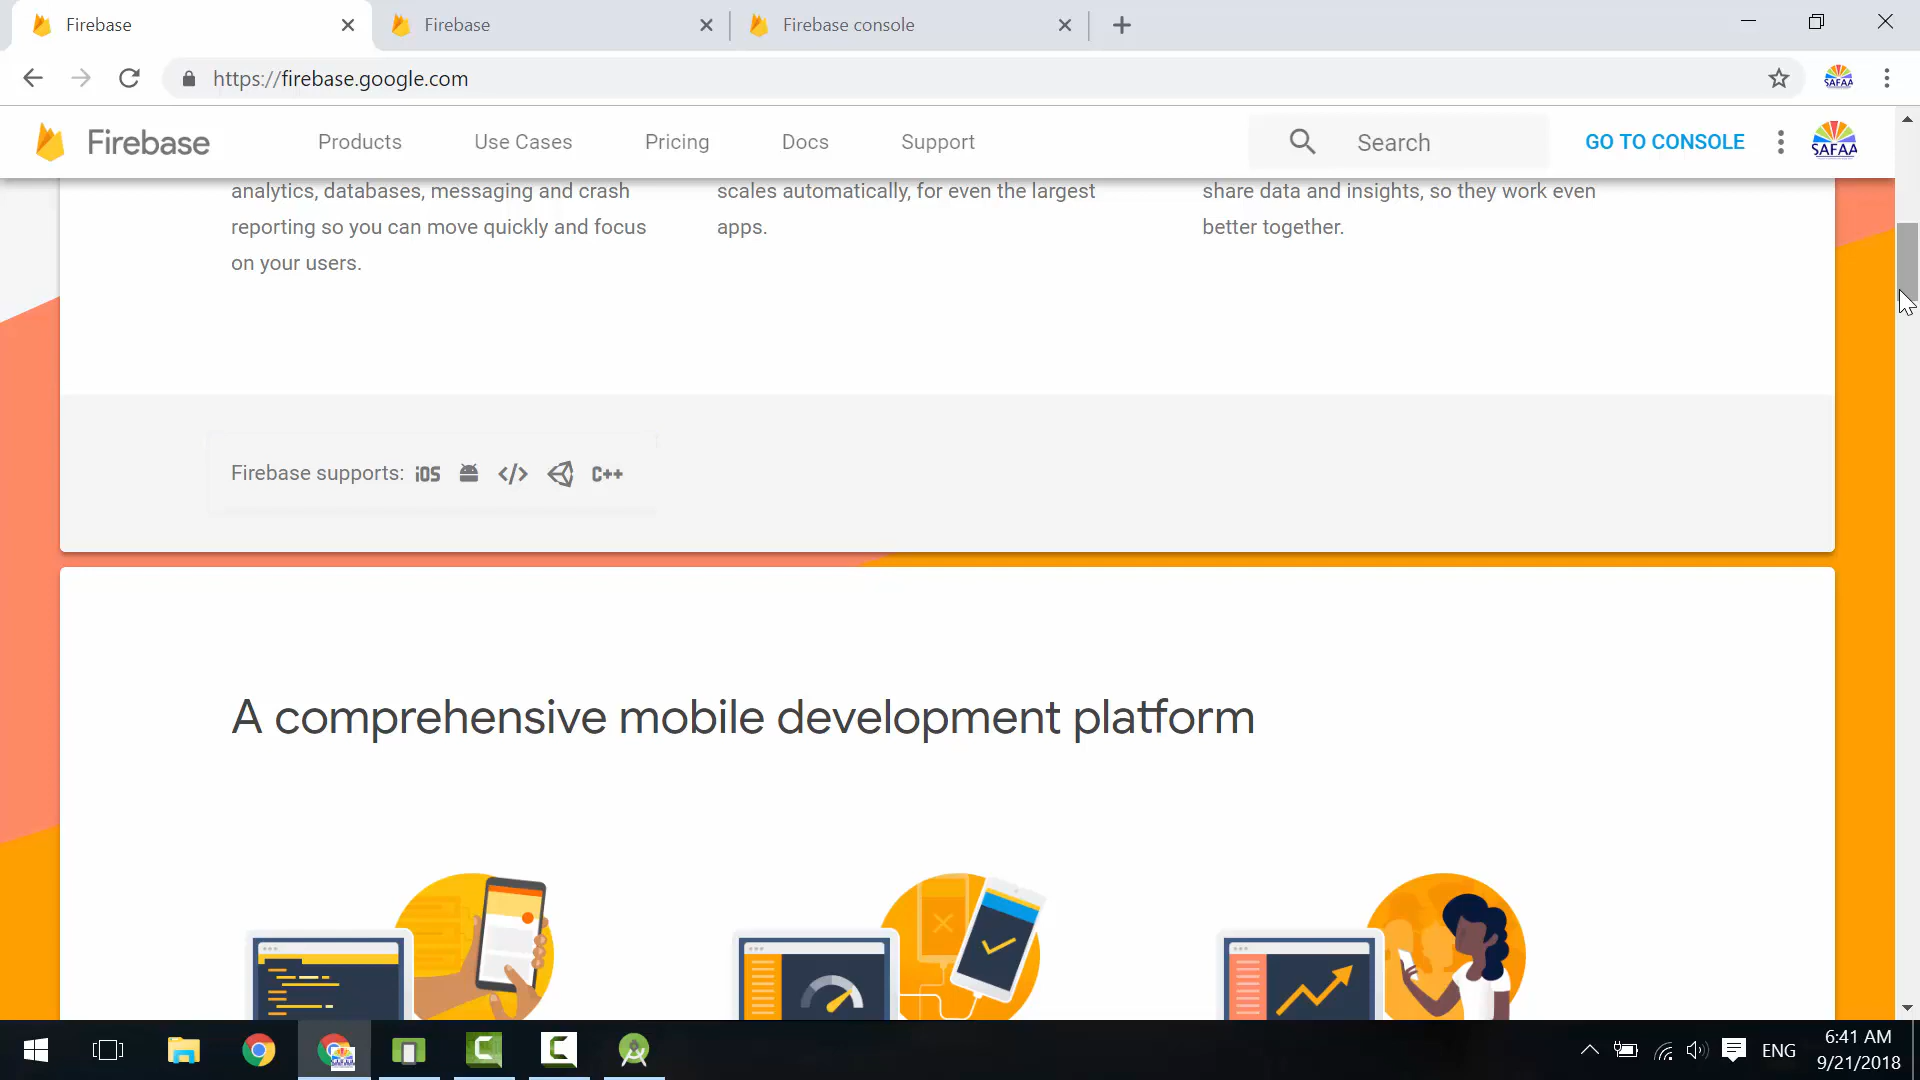 Firebase
Firebase
Firebase console
https://firebase.google.com
SAFAA
Firebase
Products
Use Cases
Pricing
Docs
Support
Search
GO TO CONSOLE
SAFAA
analytics, databases, messaging and crash
reporting so you can move quickly and focus
on your users.
scales automatically, for even the largest
apps.
share data and insights, so they work even
better together.
Firebase supports: iOS </> C++
A comprehensive mobile development platform
ENG
6:41 AM
9/21/2018